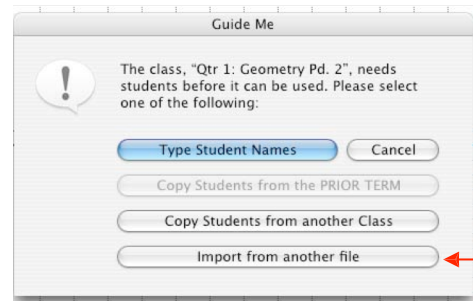 Guide Me
The class, “Qtr 1: Geometry Pd. 2”, needs
students before it can be used. Please select
one of the following:
Type Student Names
Cancel
Copy Students from the PRIOR TERM
Copy Students from another Class
Import from another file